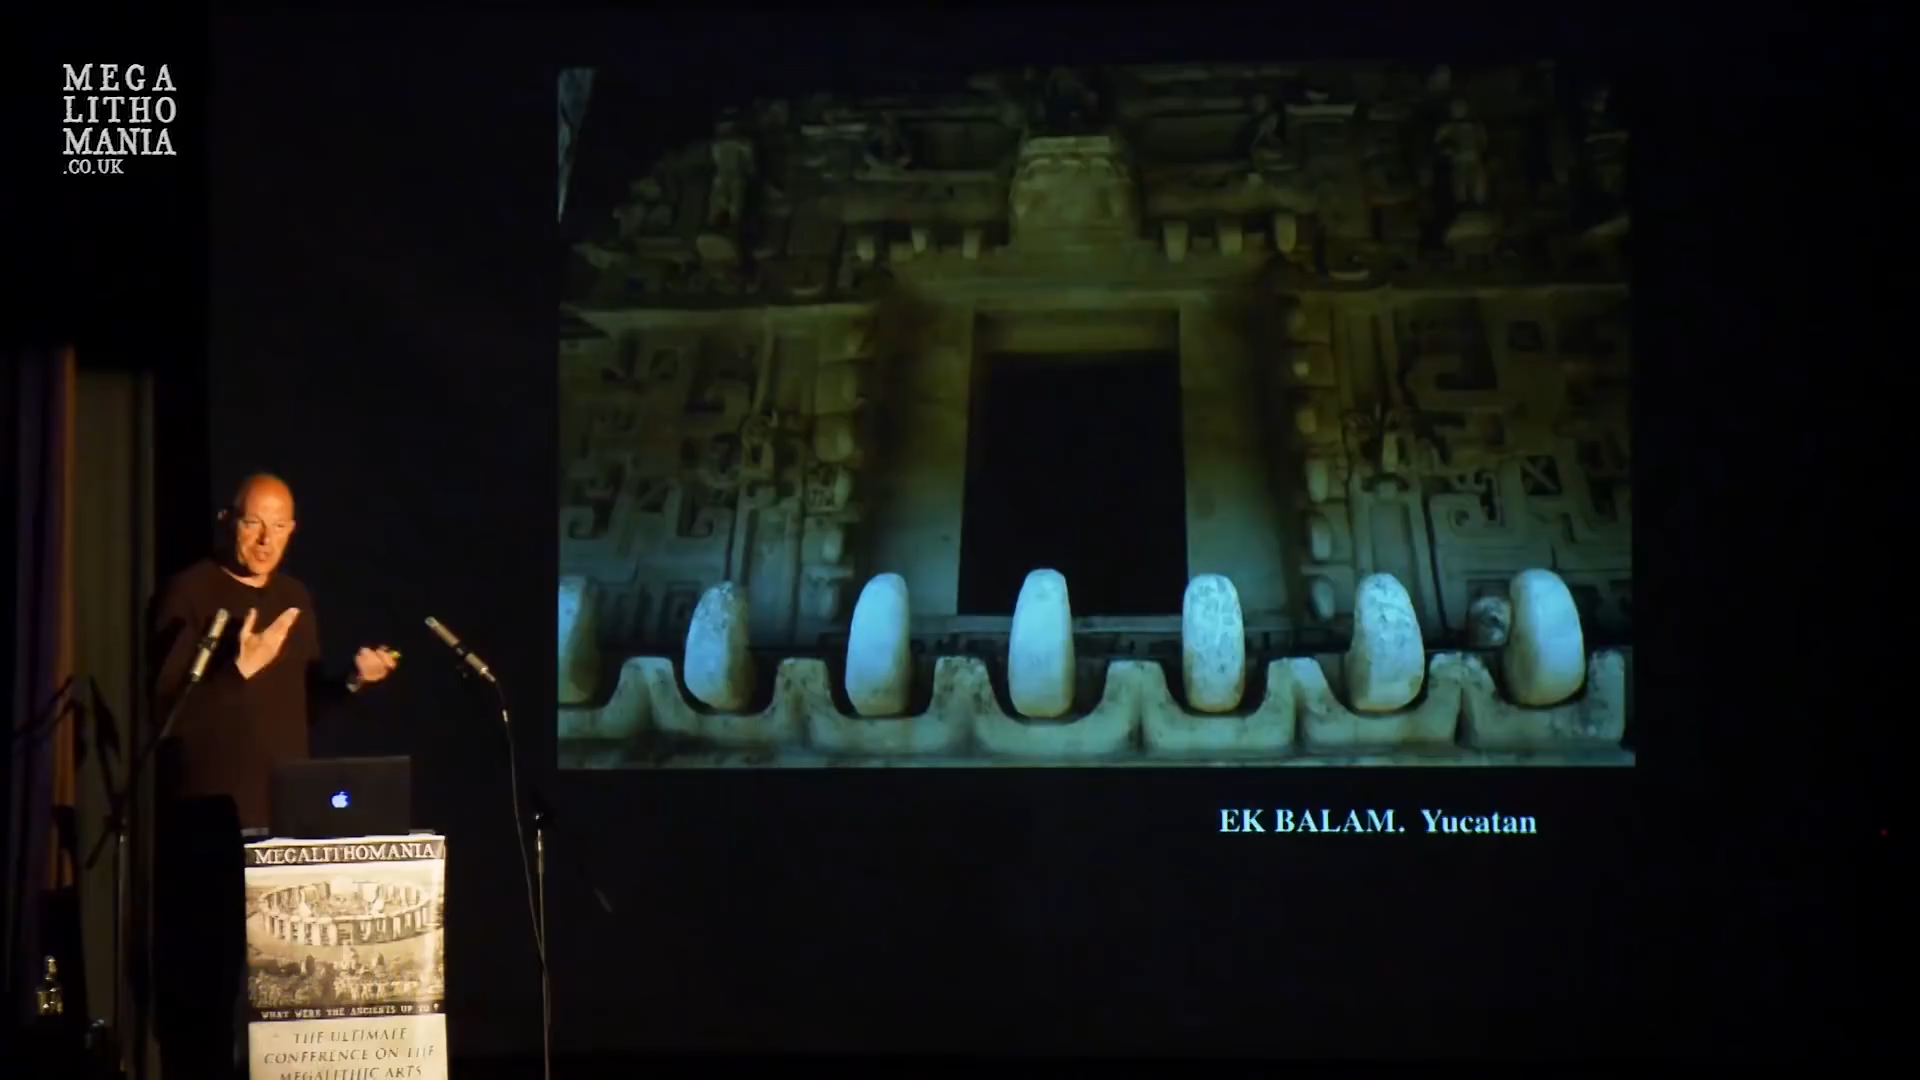 MEGA
LITHO
MANIA
.CO.UK
EK BALAM. Yucatan
MEGALITHOMANIA
WHAT WERE THE ANCIENTS UP TO?
THE ULTIMATE
CONFERENCE ON THE
MEGALITHIC ARTS